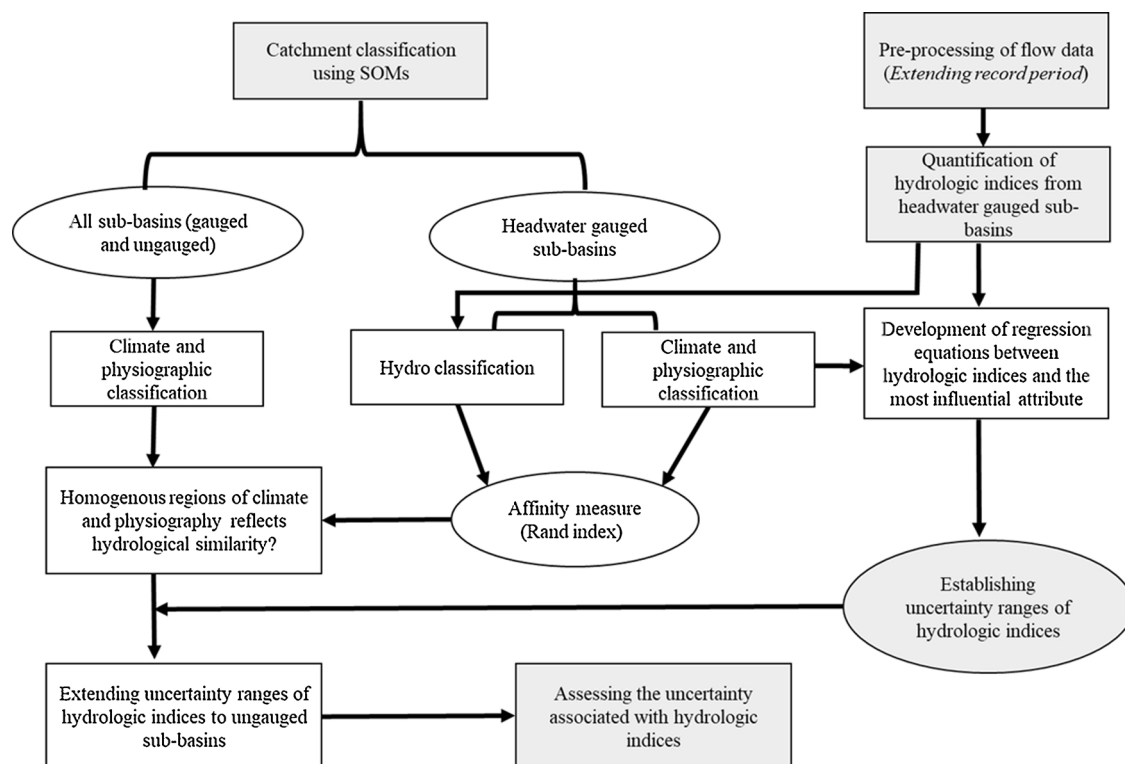 Catchment classification
using SOMs
Pre-processing of flow data
(Extending record period)
Quantification of
hydrologic indices from
headwater gauged sub-
basins
All sub-basins (gauged
and ungauged)
Headwater gauged
sub-basins
Climate and
physiographic
classification
Hydro classification
Climate and
physiographic
classification
Development of regression
equations between
hydrologic indices and the
most influential attribute
Homogenous regions of climate
and physiography reflects
hydrological similarity?
Affinity measure
(Rand index)
Establishing
uncertainty ranges of
hydrologic indices
Extending uncertainty ranges of
hydrologic indices to ungauged
sub-basins
Assessing the uncertainty
associated with hydrologic
indices